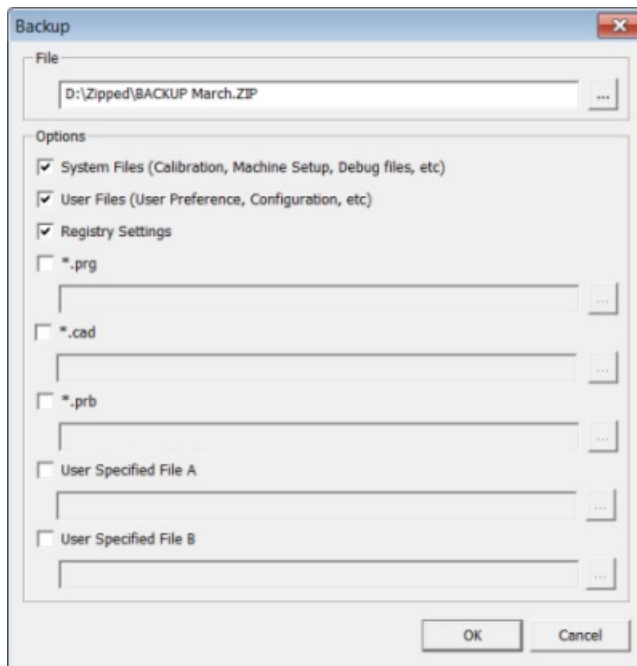 Backup
File
D:\Zipped\BACKUP March.ZIP
...
Options
System Files (Calibration, Machine Setup, Debug files, etc)
User Files (User Preference, Configuration, etc)
Registry Settings
*.prg
...
*.cad
...
*.prb
...
User Specified File A
...
User Specified File B
...
OK Cancel